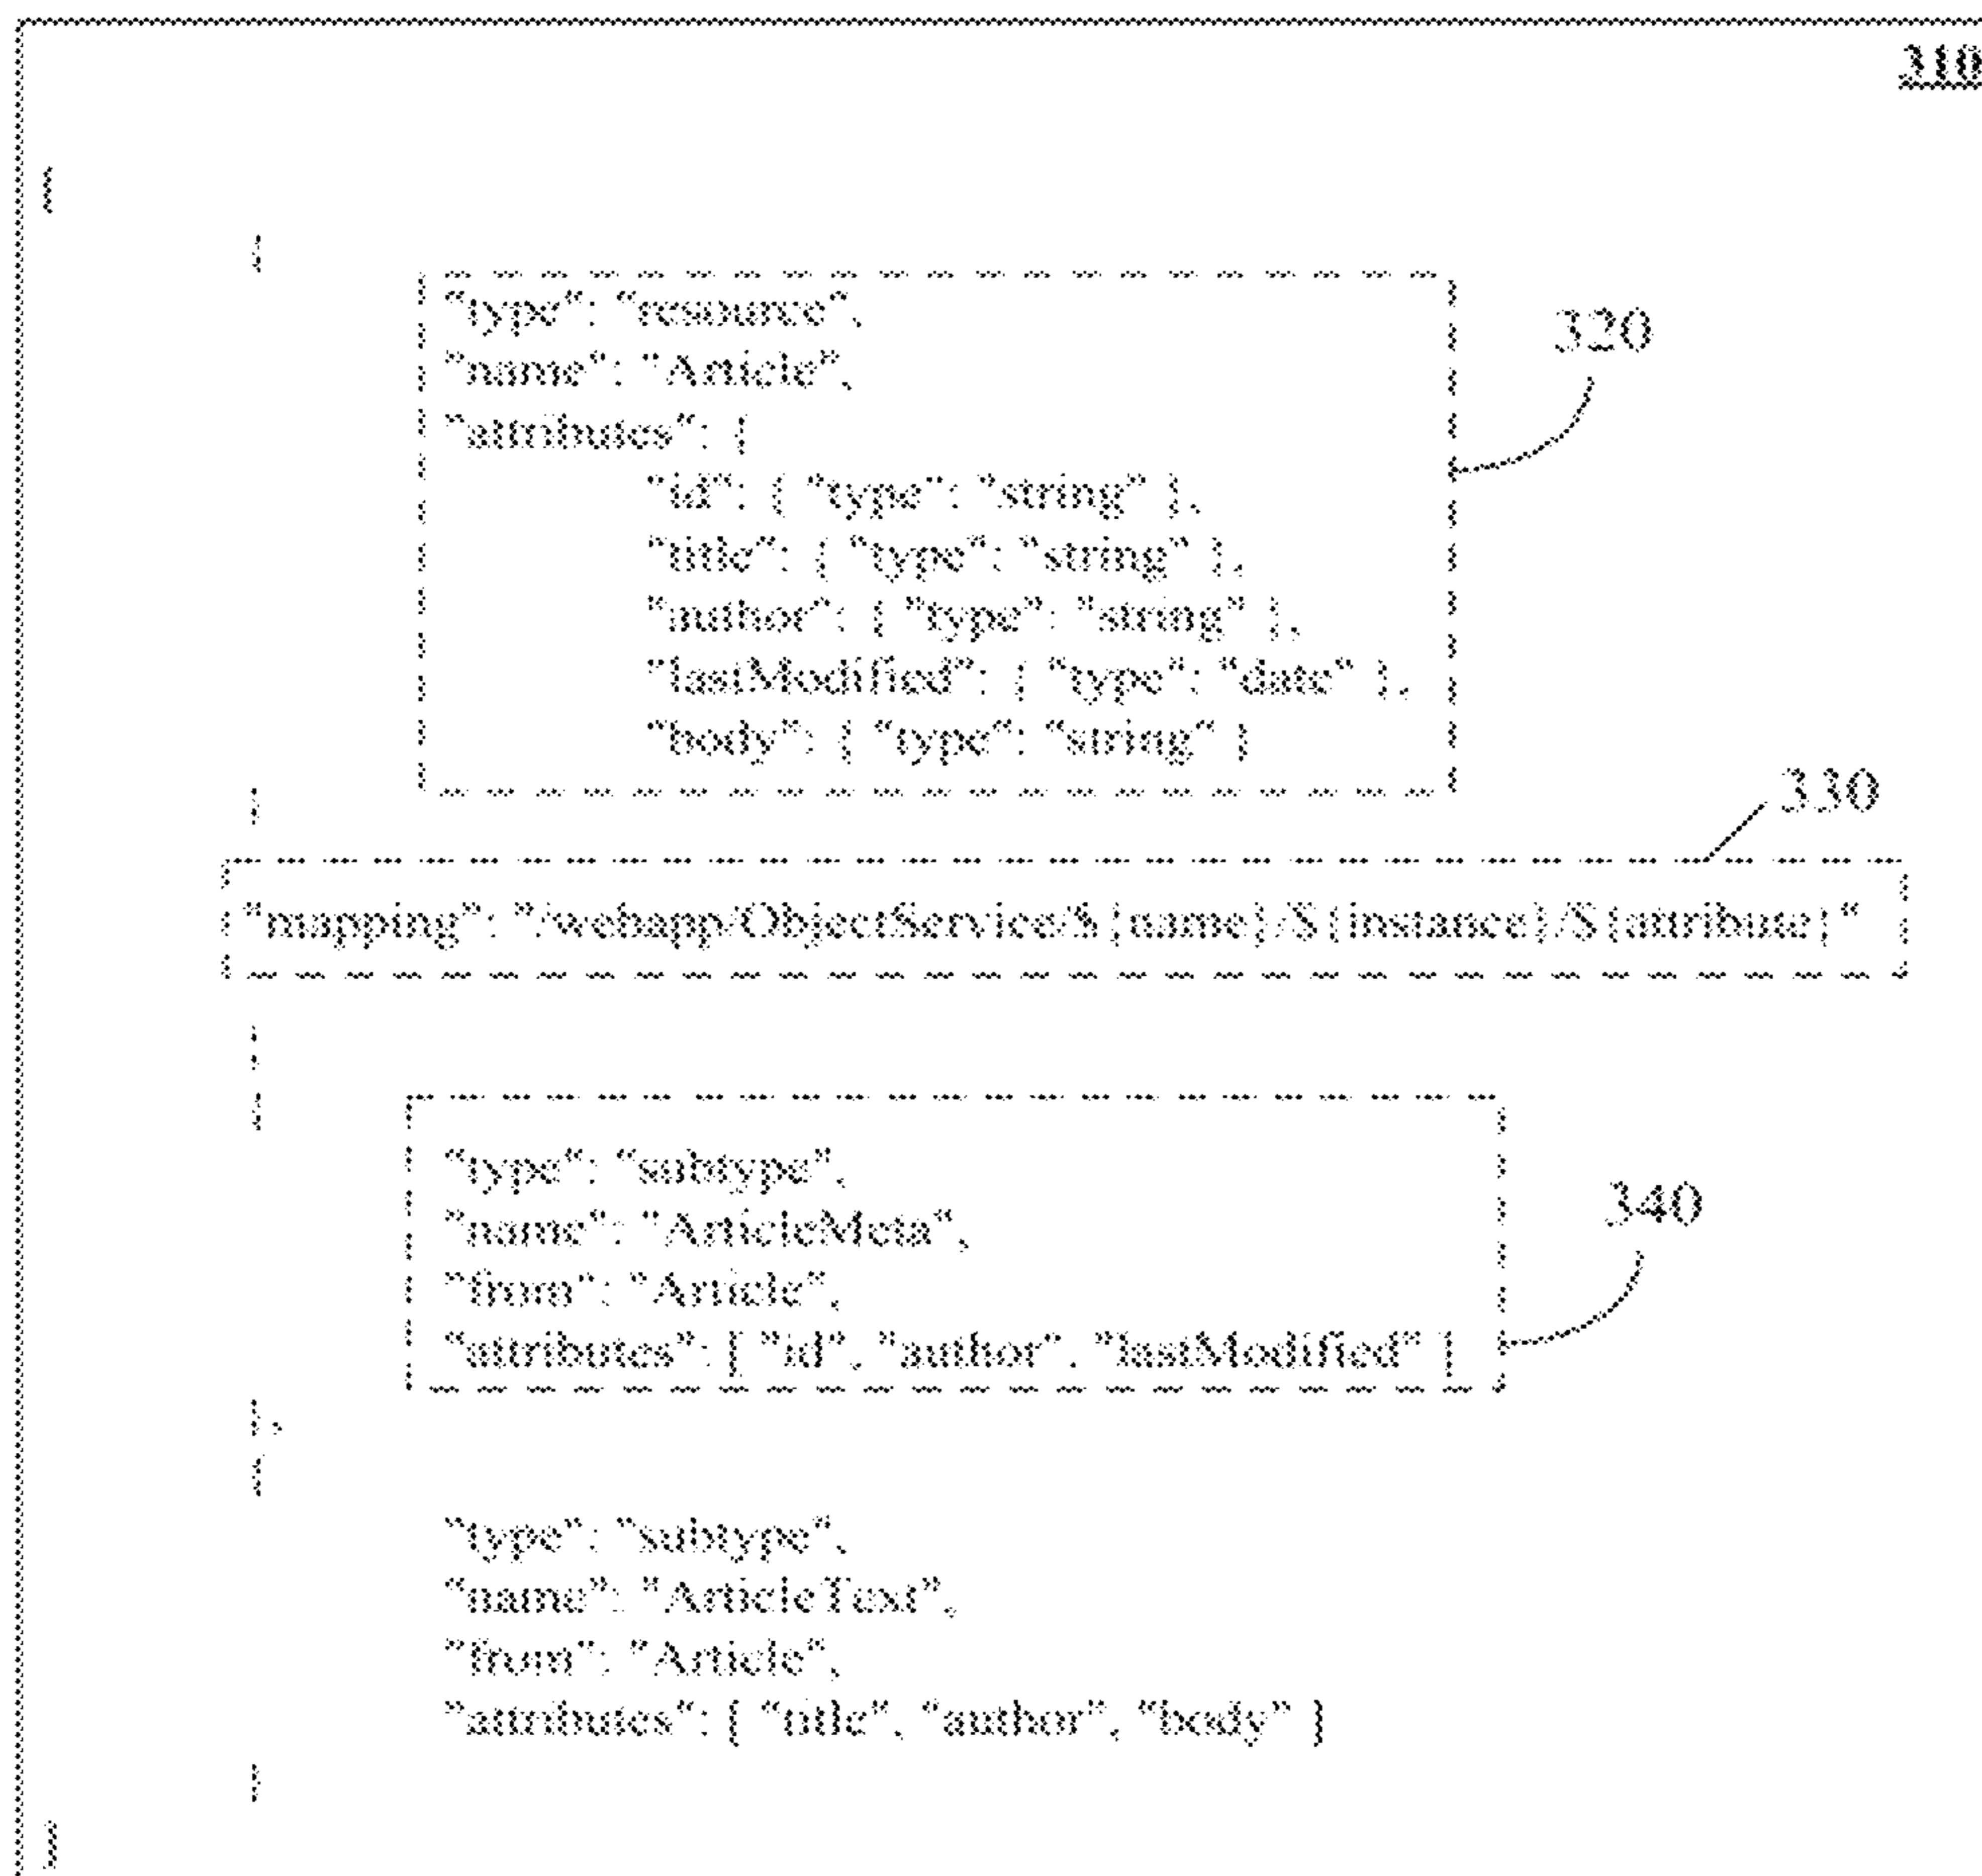 310
{
{
"type": "resource",
"name": "Article",
"attributes": {
320
"id": { "type": "string" },
"title": { "type": "string" },
"author": { "type": "string" },
"lastModified": { "type": "date" },
"body": { "type": "string" }
}
330
"mapping": "/webapp/ObjectService/${name}/${instance}/${attribute}"
{
"type": "subtype",
"name": "ArticleMeta",
340
"from": "Article",
"attributes": [ "id", "author", "lastModified" ]
},
{
"type": "subtype",
"name": "ArticleText",
"from": "Article",
"attributes": [ "title", "author", "body" ]
}
}